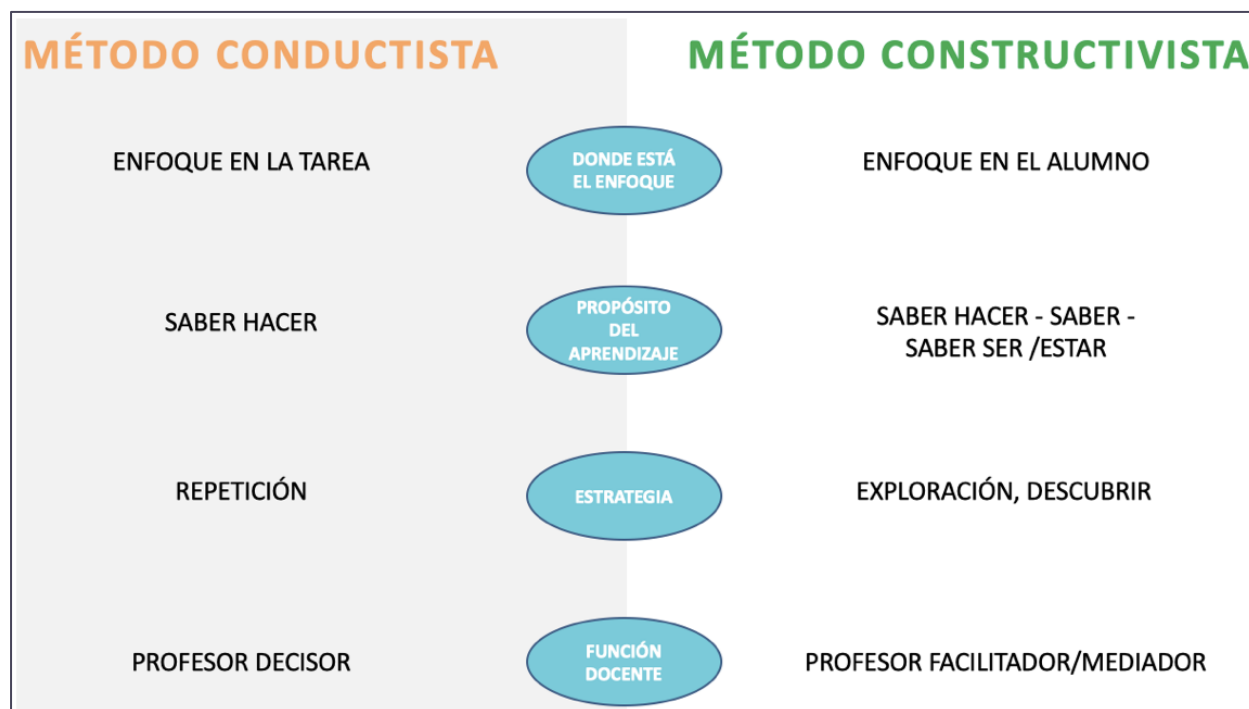 MÉTODO CONDUCTISTA
MÉTODO CONSTRUCTIVISTA
ENFOQUE EN LA TAREA
DONDE ESTÁ
EL ENFOQUE
ENFOQUE EN EL ALUMNO
SABER HACER
PROPÓSITO
DEL
APRENDIZAJE
SABER HACER - SABER -
SABER SER /ESTAR
REPETICIÓN
ESTRATEGIA
EXPLORACIÓN, DESCUBRIR
PROFESOR DECISOR
FUNCIÓN
DOCENTE
PROFESOR FACILITADOR/MEDIADOR